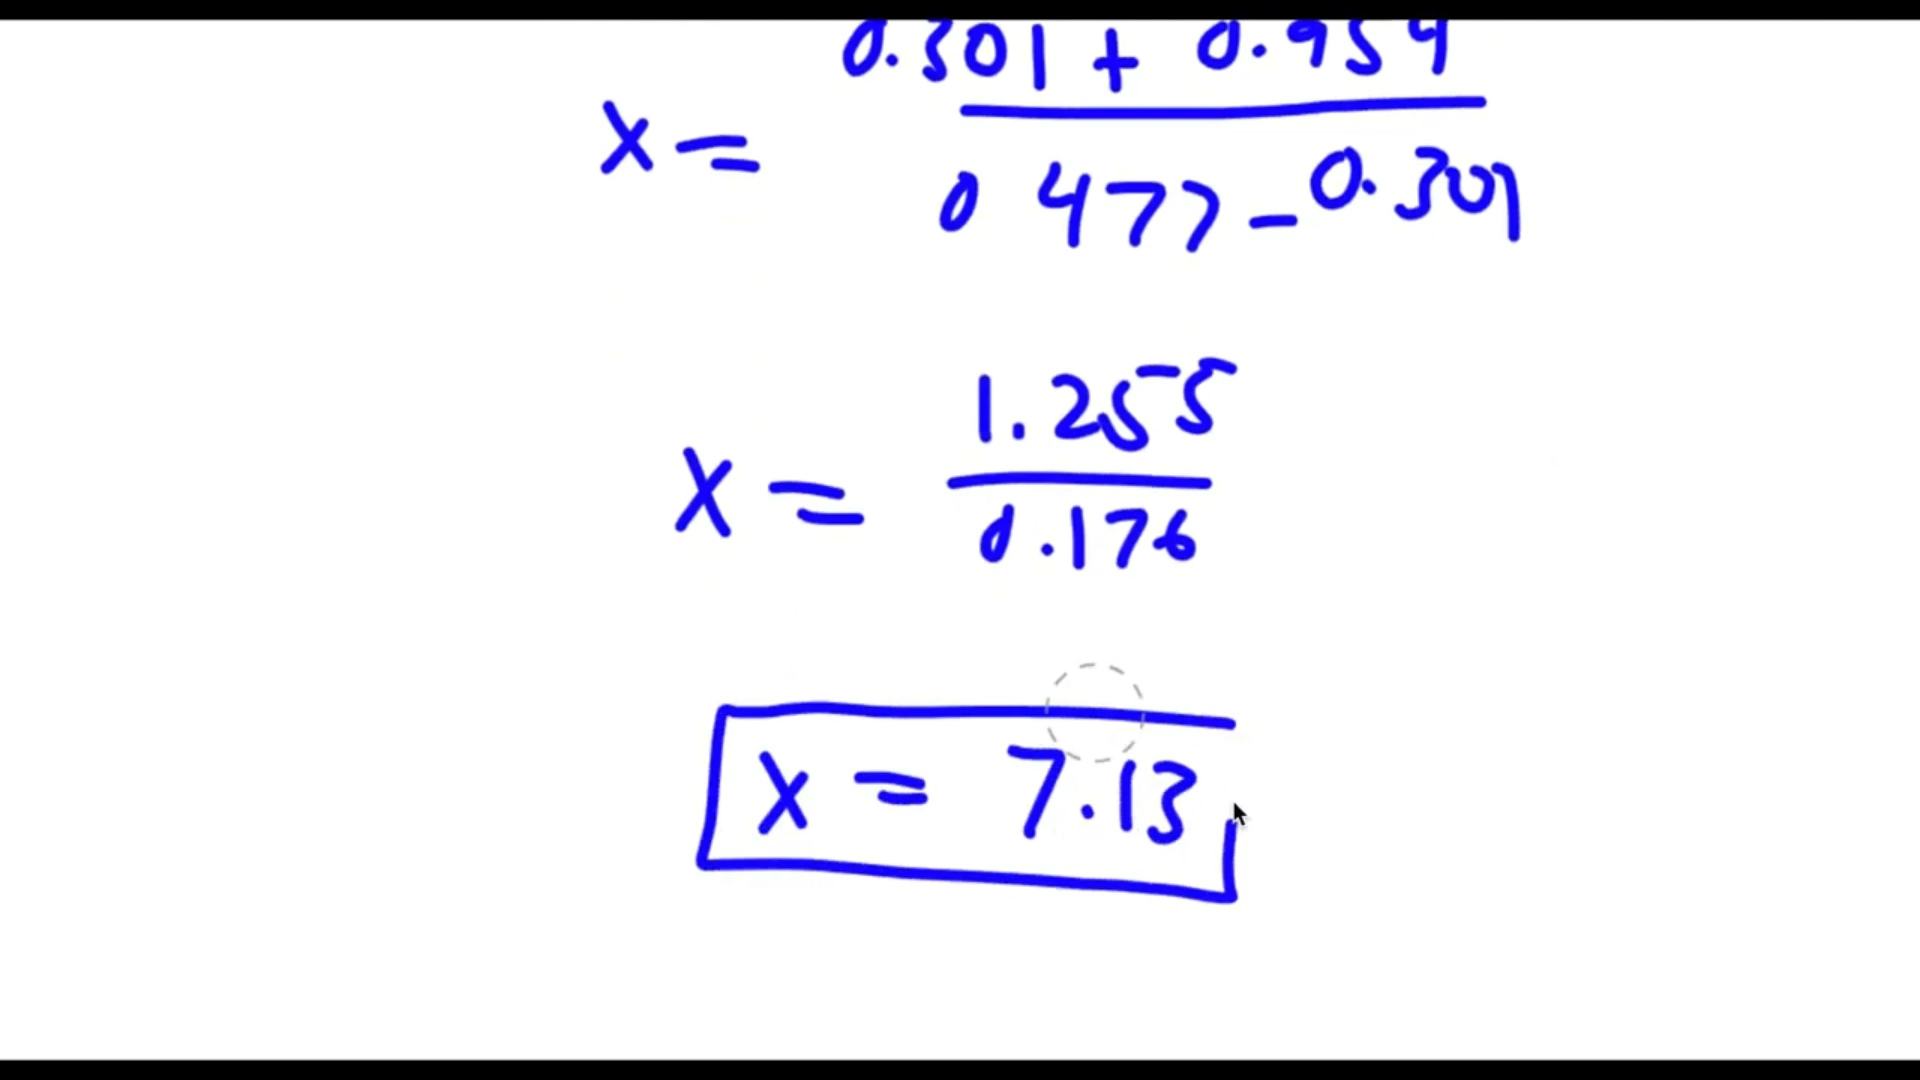 0.301 + 0.954
x =
0 477 - 0.301
1.255
x =
0.176
x = 7.13